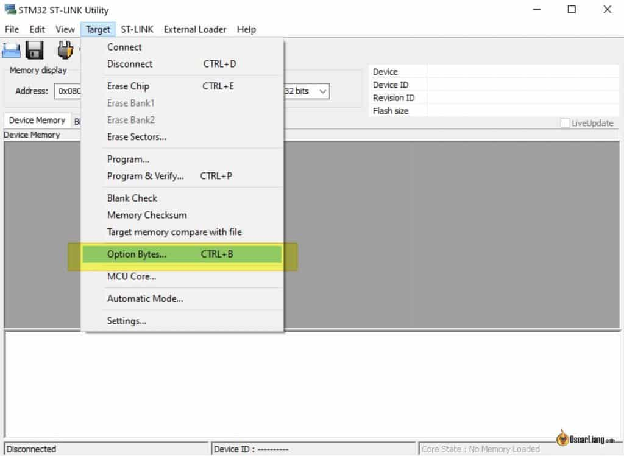 STM32 ST-LINK Utility
File Edit View Target ST-LINK External Loader Help
Memory display
Address: 0x080
32 bits
Device
Device ID
Revision ID
Flash size
Device Memory
LiveUpdate
Device Memory
Connect
Disconnect CTRL+D
Erase Chip CTRL+E
Erase Bank1
Erase Bank2
Erase Sectors...
Program...
Program & Verify... CTRL+P
Blank Check
Memory Checksum
Target memory compare with file
Option Bytes... CTRL+B
MCU Core...
Automatic Mode...
Settings...
OscarLiang.com
Disconnected
Device ID : ----------
Core State : No Memory Loaded